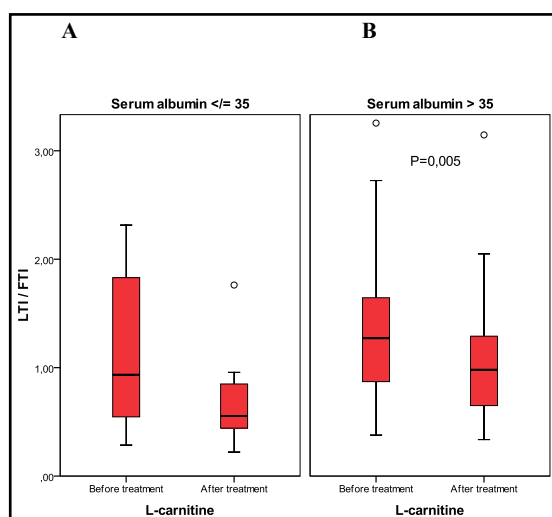 A B
Serum albumin </= 35 Serum albumin > 35
3,00
P=0,005
2,00
LTI / FTI
1,00
,00
Before treatment After treatment Before treatment After treatment
L-carnitine L-carnitine